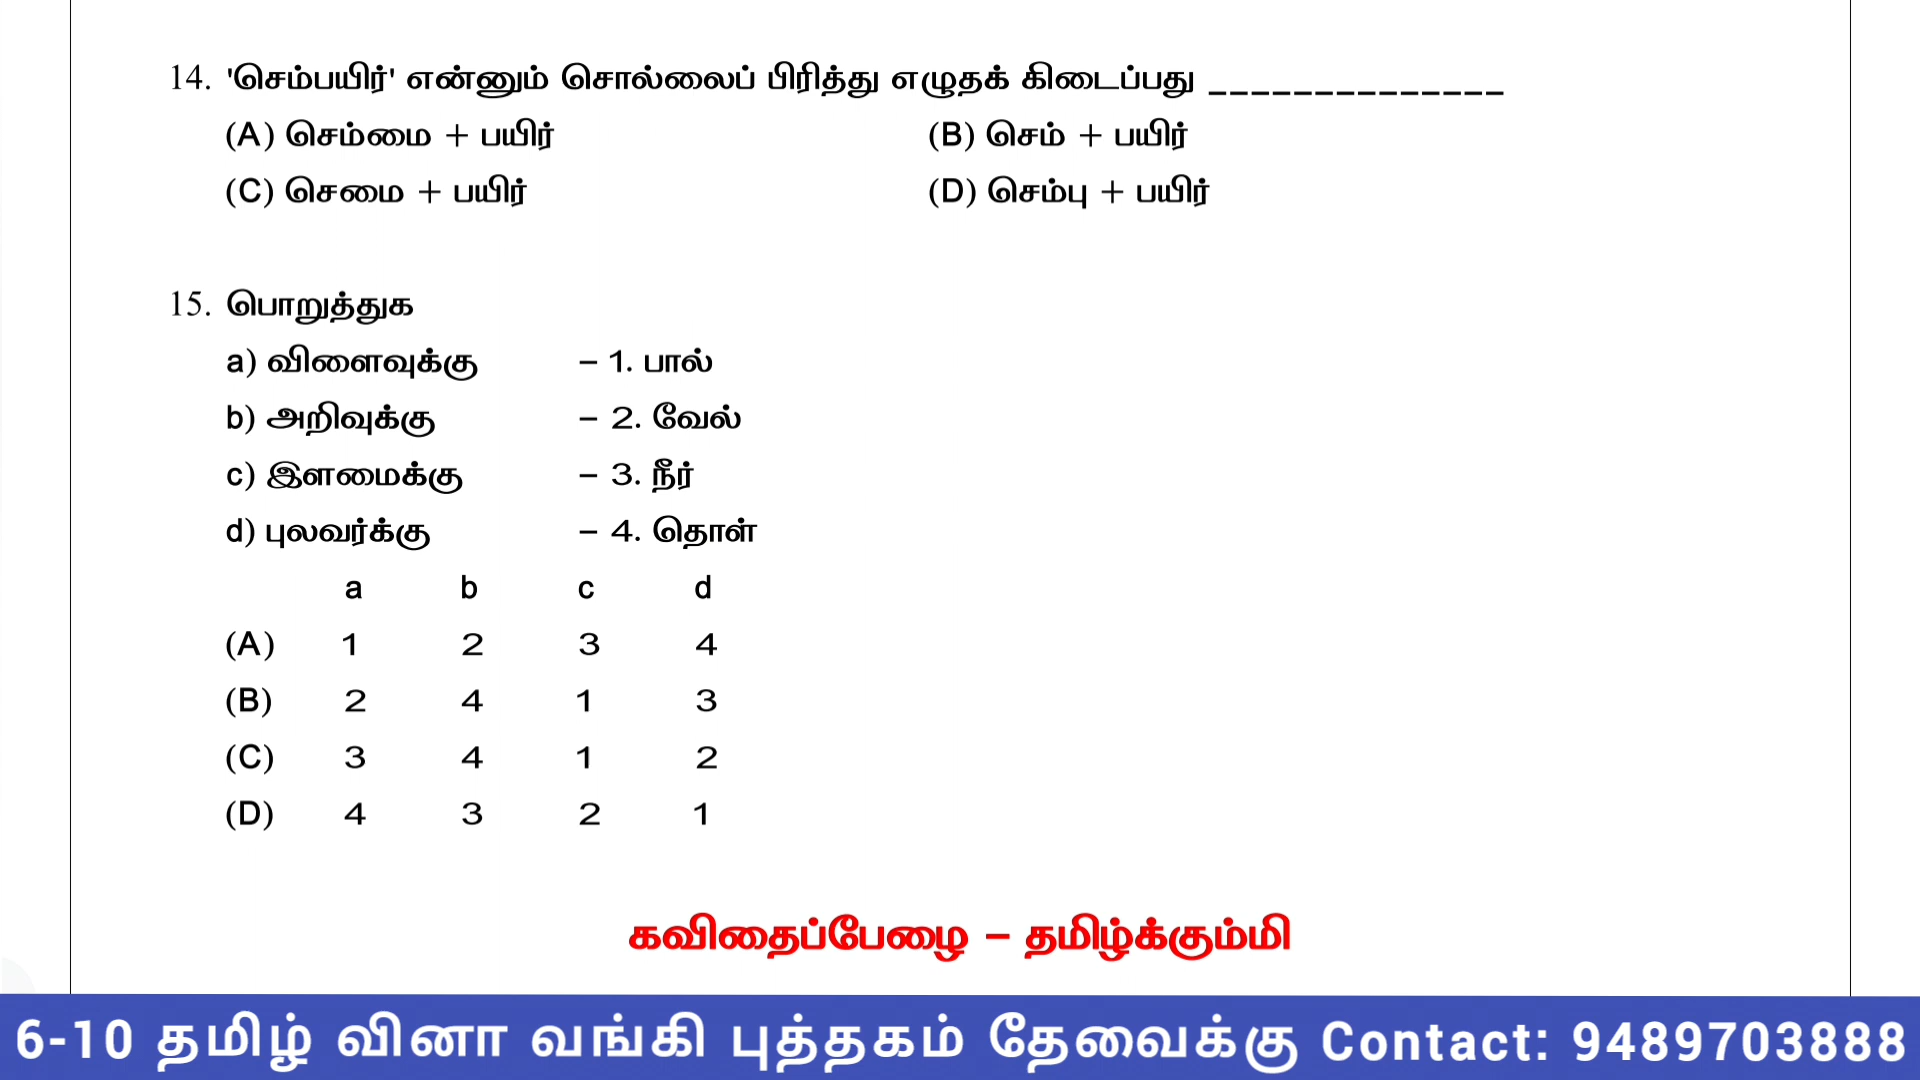 14. 'செம்பயிர்' என்னும் சொல்லைப் பிரித்து எழுதக் கிடைப்பது ______________
(A) செம்மை + பயிர் (B) செம் + பயிர்
(C) செமை + பயிர் (D) செம்பு + பயிர்
15. பொறுத்துக
a) விளைவுக்கு – 1. பால்
b) அறிவுக்கு – 2. வேல்
c) இளமைக்கு – 3. நீர்
d) புலவர்க்கு – 4. தொள்
a b c d
(A) 1 2 3 4
(B) 2 4 1 3
(C) 3 4 1 2
(D) 4 3 2 1
கவிதைப்பேழை – தமிழ்க்கும்மி
6-10 தமிழ் வினா வங்கி புத்தகம் தேவைக்கு Contact: 9489703888